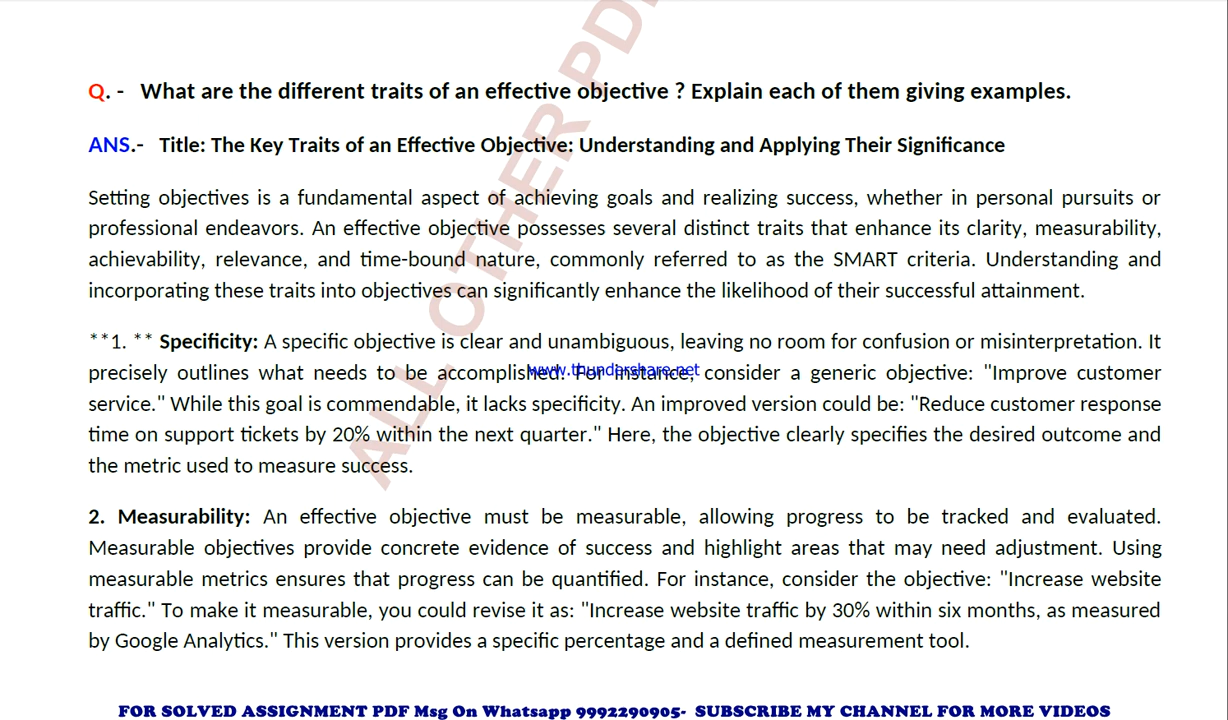 Q. - What are the different traits of an effective objective ? Explain each of them giving examples.
ANS.- Title: The Key Traits of an Effective Objective: Understanding and Applying Their Significance
Setting objectives is a fundamental aspect of achieving goals and realizing success, whether in personal pursuits or
professional endeavors. An effective objective possesses several distinct traits that enhance its clarity, measurability,
achievability, relevance, and time-bound nature, commonly referred to as the SMART criteria. Understanding and
incorporating these traits into objectives can significantly enhance the likelihood of their successful attainment.
**1. ** Specificity: A specific objective is clear and unambiguous, leaving no room for confusion or misinterpretation. It
precisely outlines what needs to be accomplished. For instance, consider a generic objective: "Improve customer
www.thundershare.net
service." While this goal is commendable, it lacks specificity. An improved version could be: "Reduce customer response
time on support tickets by 20% within the next quarter." Here, the objective clearly specifies the desired outcome and
the metric used to measure success.
2. Measurability: An effective objective must be measurable, allowing progress to be tracked and evaluated.
Measurable objectives provide concrete evidence of success and highlight areas that may need adjustment. Using
measurable metrics ensures that progress can be quantified. For instance, consider the objective: "Increase website
traffic." To make it measurable, you could revise it as: "Increase website traffic by 30% within six months, as measured
by Google Analytics." This version provides a specific percentage and a defined measurement tool.
ALL OTHER PD
FOR SOLVED ASSIGNMENT PDF Msg On Whatsapp 9992290905- SUBSCRIBE MY CHANNEL FOR MORE VIDEOS